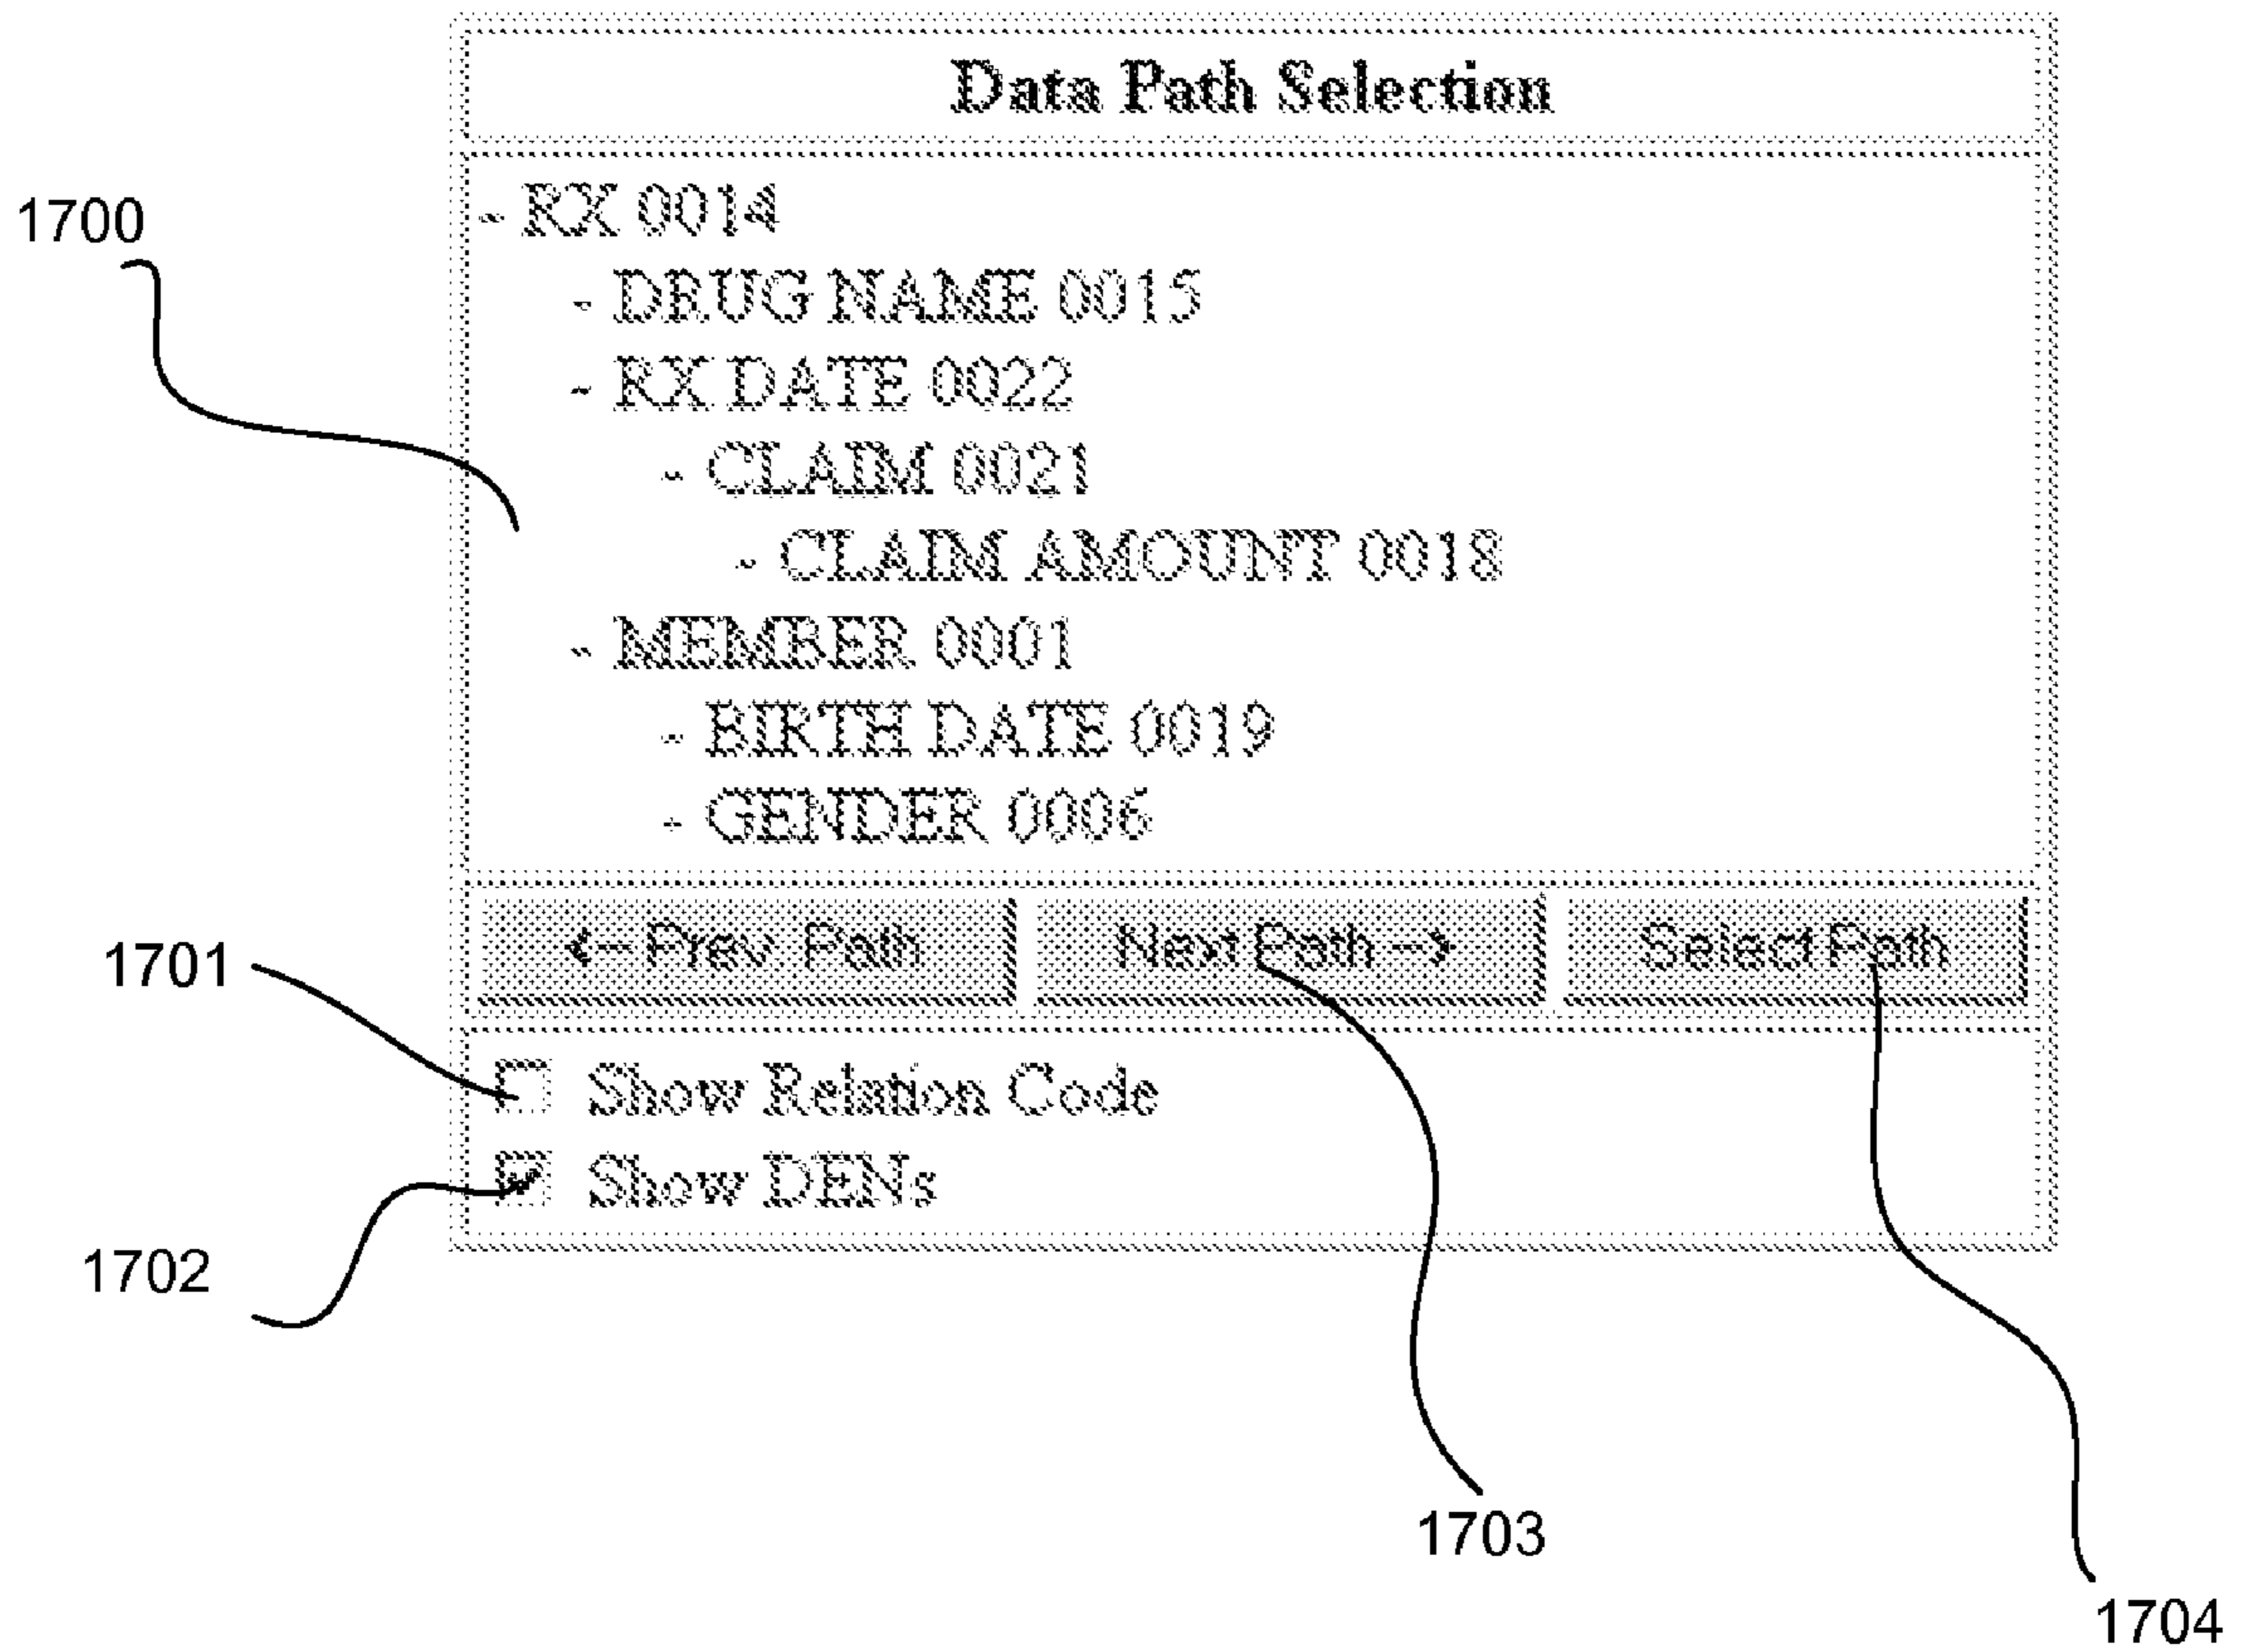 Data Path Selection
- RX 0014
1700
- DRUG NAME 0015
- RX DATE 0022
- CLAIM 0021
- CLAIM AMOUNT 0018
- MEMBER 0001
- BIRTH DATE 0019
- GENDER 0006
<-- Prev. Path Next Path --> Select Path
1701
Show Relation Code
Show DENs
1702
1703
1704